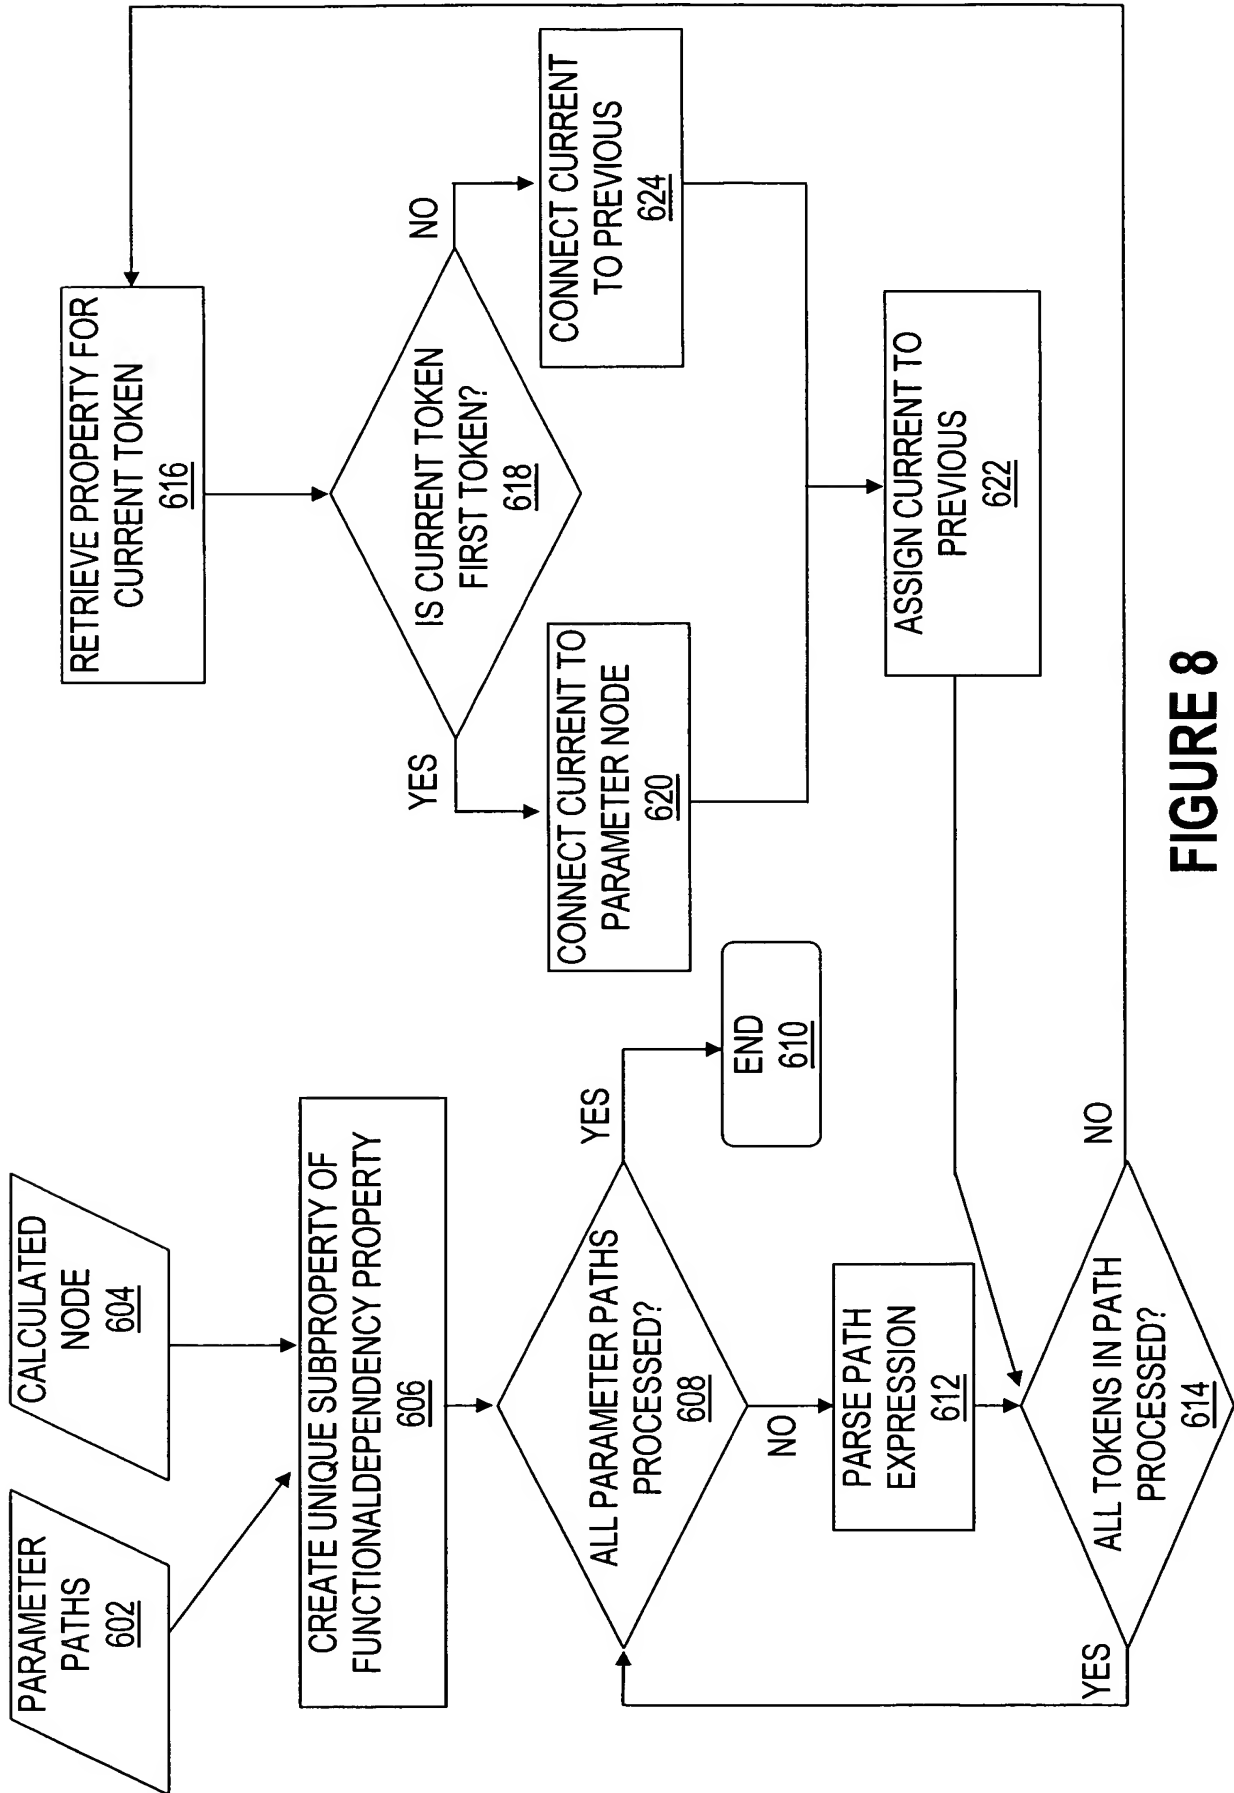 PARAMETER
PATHS
602
CALCULATED
NODE
604
CREATE UNIQUE SUBPROPERTY OF
FUNCTIONALDEPENDENCY PROPERTY
606
ALL PARAMETER PATHS
PROCESSED?
608
YES
END
610
NO
PARSE PATH
EXPRESSION
612
ALL TOKENS IN PATH
PROCESSED?
614
YES
NO
RETRIEVE PROPERTY FOR
CURRENT TOKEN
616
IS CURRENT TOKEN
FIRST TOKEN?
618
YES
NO
CONNECT CURRENT TO
PARAMETER NODE
620
CONNECT CURRENT
TO PREVIOUS
624
ASSIGN CURRENT TO
PREVIOUS
622
FIGURE 8